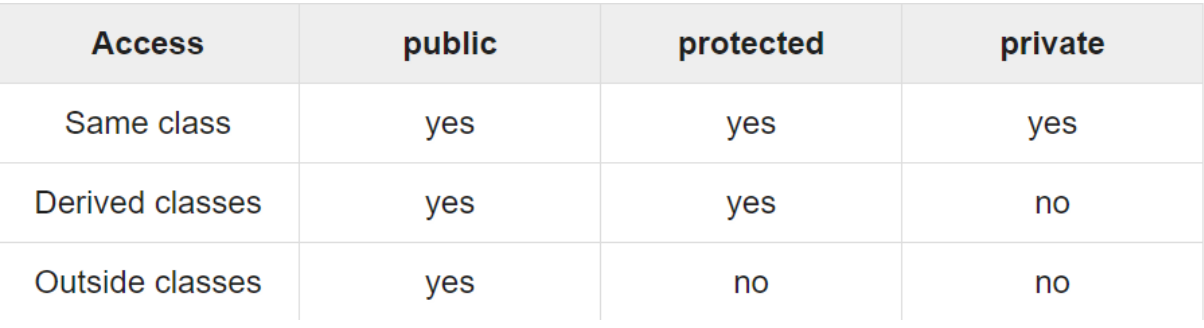 Access public protected private
Same class yes yes yes
Derived classes yes yes no
Outside classes yes no no